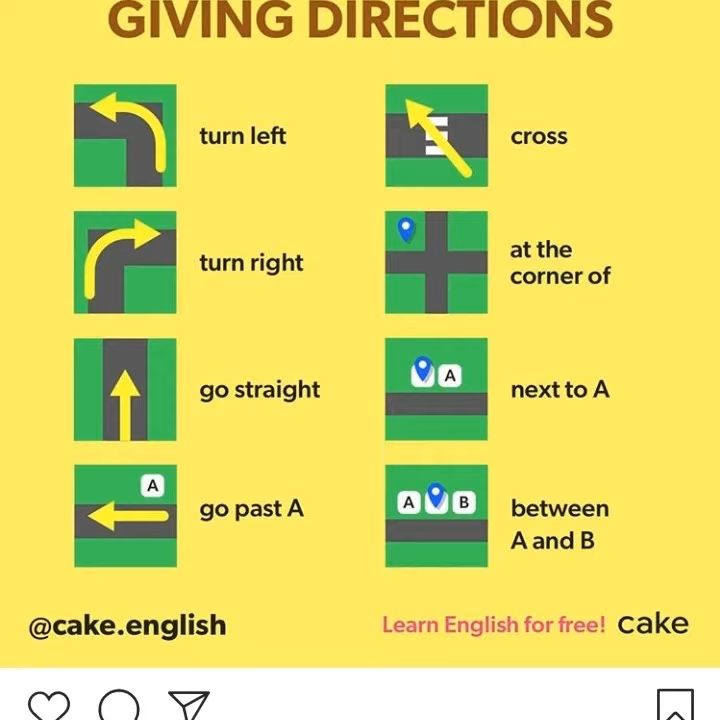 GIVING DIRECTIONS
turn left
cross
turn right
at the
corner of
go straight
A
next to A
A
go past A
A B
between
A and B
@cake.english
Learn English for free! cake